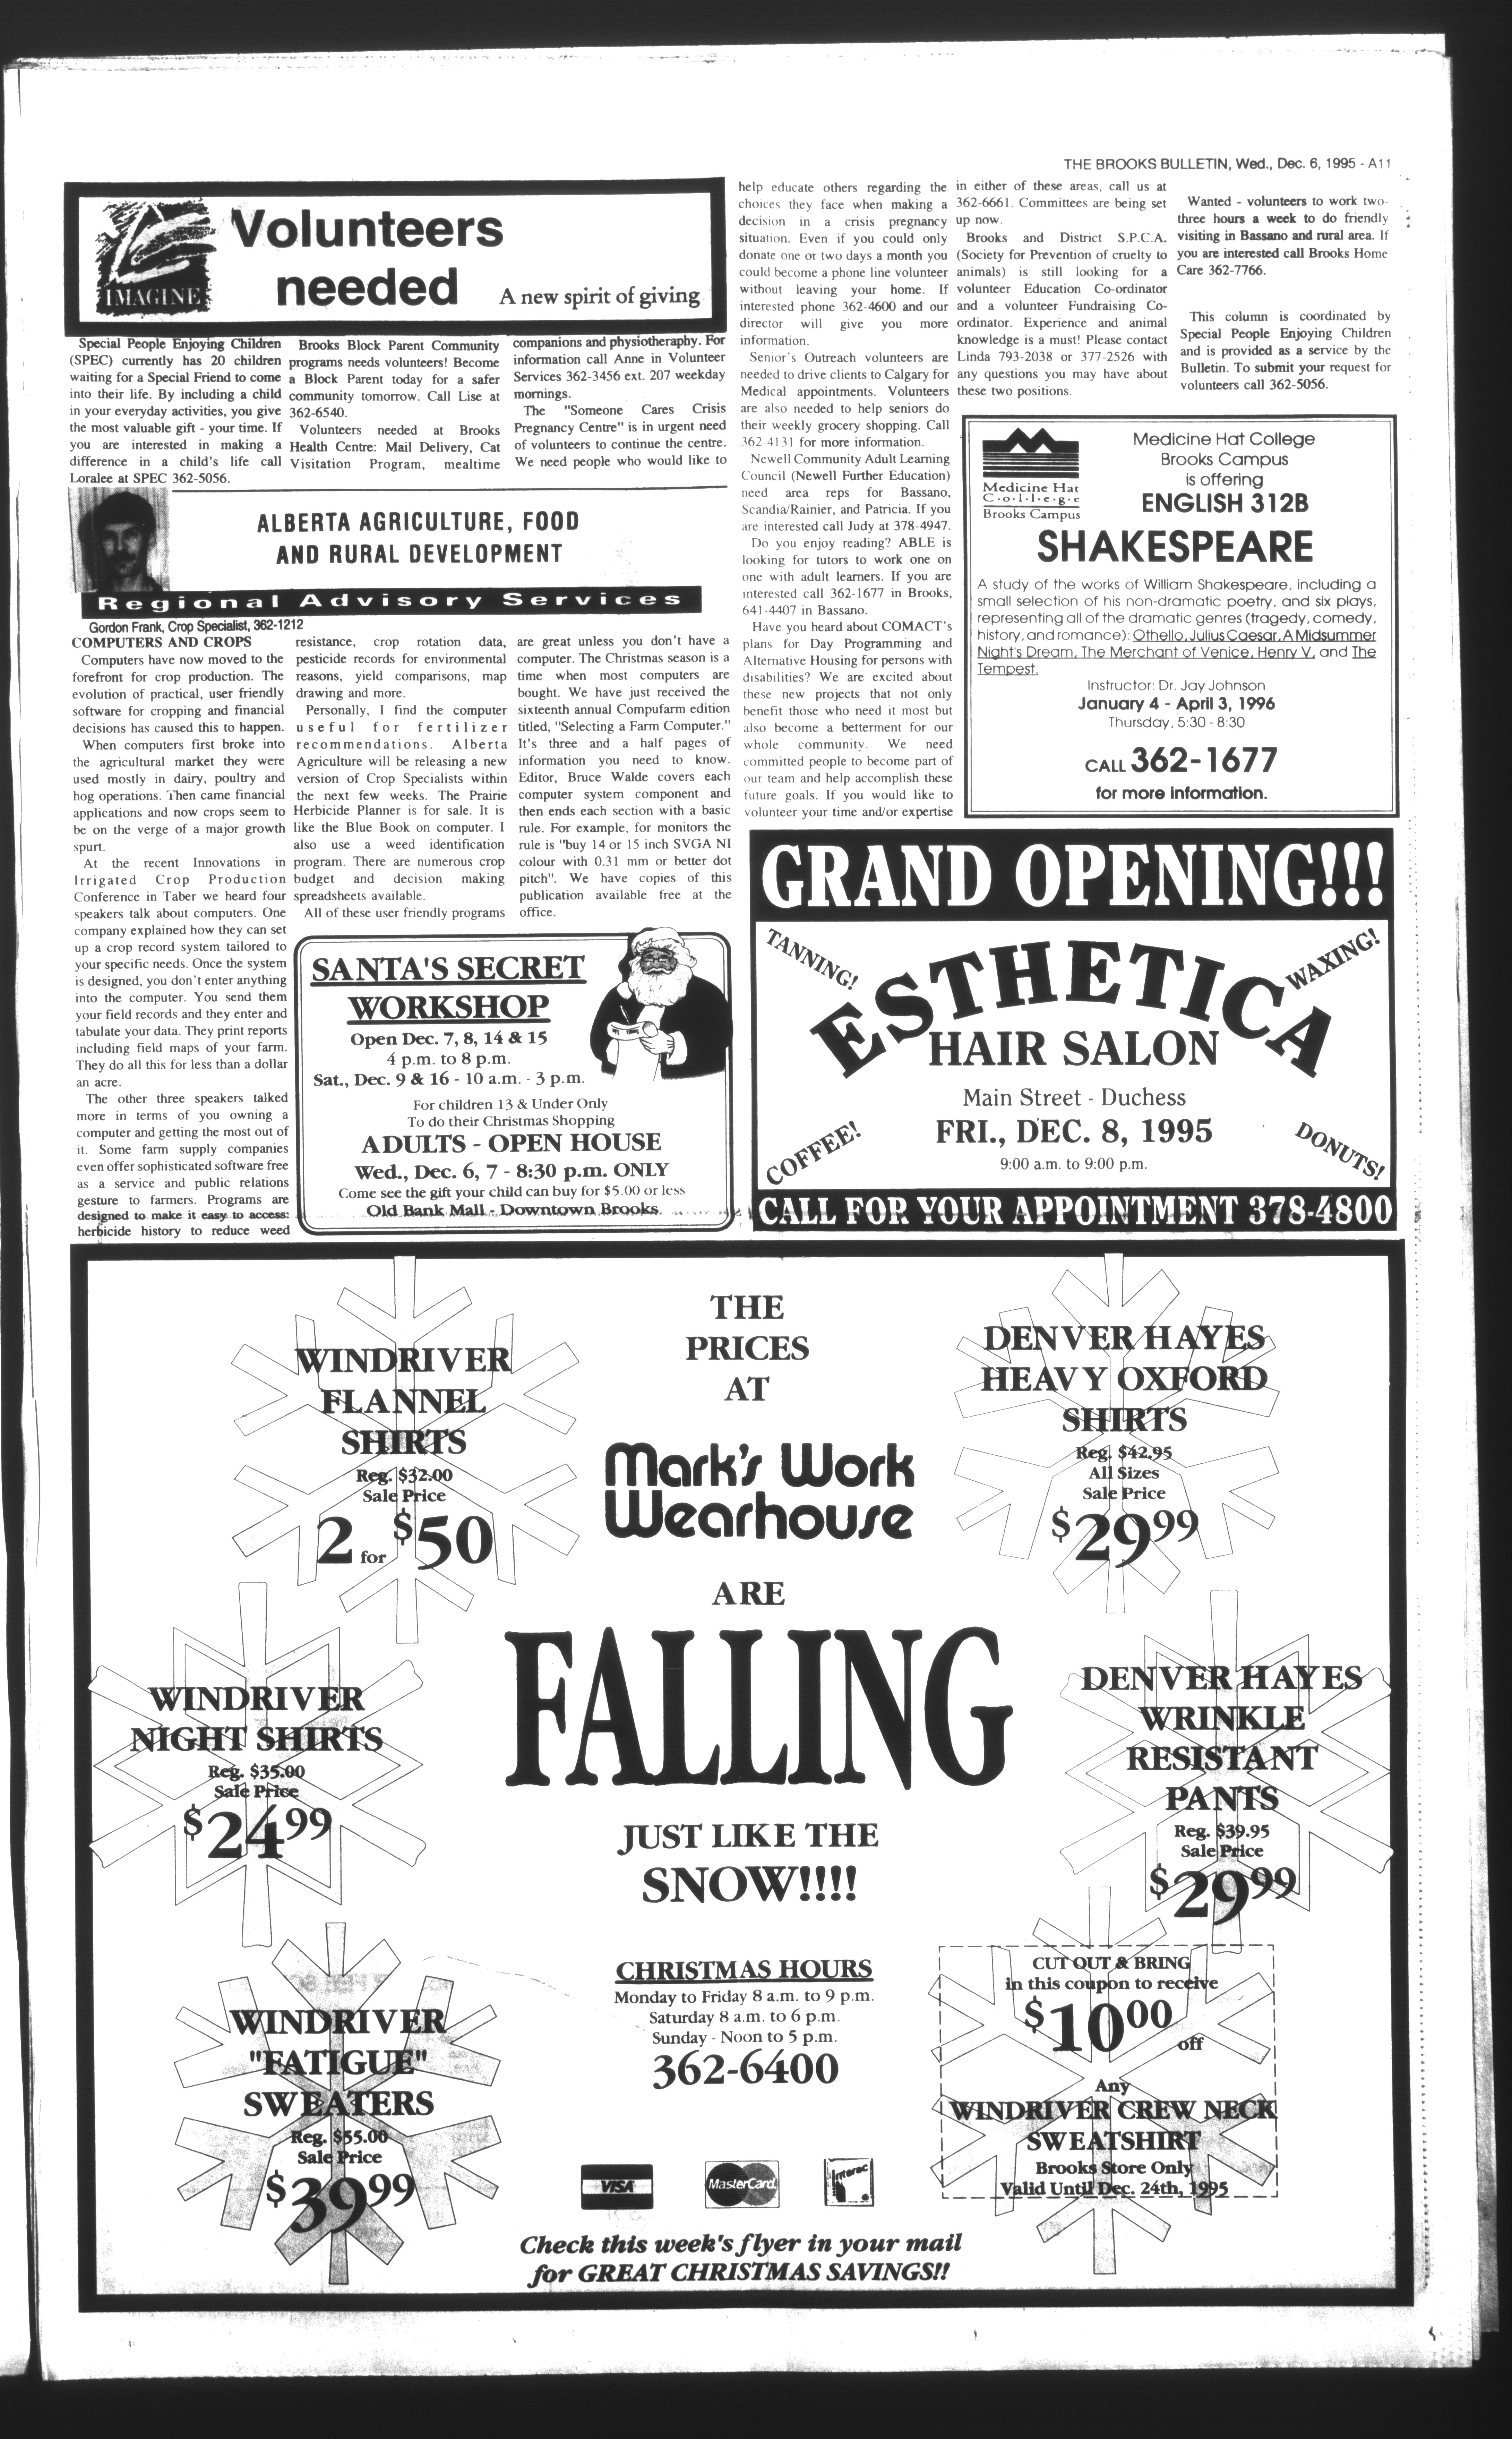 THE BROOKS BULLETIN, Wed., Dec. 6, 1995 - A11
IMAGINE
Volunteers
needed
A new spirit of giving
Special People Enjoying Children
(SPEC) currently has 20 children
waiting for a Special Friend to come
into their life. By including a child
in your everyday activities, you give
the most valuable gift - your time. If
you are interested in making a
difference in a child's life call
Loralee at SPEC 362-5056.
Brooks Block Parent Community
programs needs volunteers! Become
a Block Parent today for a safer
community tomorrow. Call Lise at
362-6540.
Volunteers needed at Brooks
Health Centre: Mail Delivery, Cat
Visitation Program, mealtime
companions and physiotheraphy. For
information call Anne in Volunteer
Services 362-3456 ext. 207 weekday
mornings.
The "Someone Cares Crisis
Pregnancy Centre" is in urgent need
of volunteers to continue the centre.
We need people who would like to
help educate others regarding the
choices they face when making a
decision in a crisis pregnancy
situation. Even if you could only
donate one or two days a month you
could become a phone line volunteer
without leaving your home. If
interested phone 362-4600 and our
director will give you more
information.
Senior's Outreach volunteers are
needed to drive clients to Calgary for
Medical appointments. Volunteers
are also needed to help seniors do
their weekly grocery shopping. Call
362-4131 for more information.
Newell Community Adult Learning
Council (Newell Further Education)
need area reps for Bassano,
Scandia/Rainier, and Patricia. If you
are interested call Judy at 378-4947.
Do you enjoy reading? ABLE is
looking for tutors to work one on
one with adult learners. If you are
interested call 362-1677 in Brooks,
641-4407 in Bassano.
Have you heard about COMACT's
plans for Day Programming and
Alternative Housing for persons with
disabilities? We are excited about
these new projects that not only
benefit those who need it most but
also become a betterment for our
whole community. We need
committed people to become part of
our team and help accomplish these
future goals. If you would like to
volunteer your time and/or expertise
in either of these areas, call us at
362-6661. Committees are being set
up now.
Brooks and District S.P.C.A.
(Society for Prevention of cruelty to
animals) is still looking for a
volunteer Education Co-ordinator
and a volunteer Fundraising Co-
ordinator. Experience and animal
knowledge is a must! Please contact
Linda 793-2038 or 377-2526 with
any questions you may have about
these two positions.
Wanted - volunteers to work two-
three hours a week to do friendly
visiting in Bassano and rural area. If
you are interested call Brooks Home
Care 362-7766.
This column is coordinated by
Special People Enjoying Children
and is provided as a service by the
Bulletin. To submit your request for
volunteers call 362-5056.
ALBERTA AGRICULTURE, FOOD
AND RURAL DEVELOPMENT
Regional Advisory Services
Gordon Frank, Crop Specialist, 362-1212
COMPUTERS AND CROPS
Computers have now moved to the
forefront for crop production. The
evolution of practical, user friendly
software for cropping and financial
decisions has caused this to happen.
When computers first broke into
the agricultural market they were
used mostly in dairy, poultry and
hog operations. Then came financial
applications and now crops seem to
be on the verge of a major growth
spurt.
At the recent Innovations in
Irrigated Crop Production
Conference in Taber we heard four
speakers talk about computers. One
company explained how they can set
up a crop record system tailored to
your specific needs. Once the system
is designed, you don't enter anything
into the computer. You send them
your field records and they enter and
tabulate your data. They print reports
including field maps of your farm.
They do all this for less than a dollar
an acre.
The other three speakers talked
more in terms of you owning a
computer and getting the most out of
it. Some farm supply companies
even offer sophisticated software free
as a service and public relations
gesture to farmers. Programs are
designed to make it easy to access:
herbicide history to reduce weed
resistance, crop rotation data,
pesticide records for environmental
reasons, yield comparisons, map
drawing and more.
Personally, I find the computer
useful for fertilizer
recommendations. Alberta
Agriculture will be releasing a new
version of Crop Specialists within
the next few weeks. The Prairie
Herbicide Planner is for sale. It is
like the Blue Book on computer. I
also use a weed identification
program. There are numerous crop
budget and decision making
spreadsheets available.
All of these user friendly programs
are great unless you don't have a
computer. The Christmas season is a
time when most computers are
bought. We have just received the
sixteenth annual Compufarm edition
titled, "Selecting a Farm Computer."
It's three and a half pages of
information you need to know.
Editor, Bruce Walde covers each
computer system component and
then ends each section with a basic
rule. For example, for monitors the
rule is "buy 14 or 15 inch SVGA NI
colour with 0.31 mm or better dot
pitch". We have copies of this
publication available free at the
office.
Medicine Hat
College
Brooks Campus
Medicine Hat College
Brooks Campus
is offering
ENGLISH 312B
SHAKESPEARE
A study of the works of William Shakespeare, including a
small selection of his non-dramatic poetry, and six plays,
representing all of the dramatic genres (tragedy, comedy,
history, and romance): Othello, Julius Caesar, A Midsummer
Night's Dream, The Merchant of Venice, Henry V, and The
Tempest.
Instructor: Dr. Jay Johnson
January 4 - April 3, 1996
Thursday, 5:30 - 8:30
CALL 362-1677
for more information.
SANTA'S SECRET
WORKSHOP
Open Dec. 7, 8, 14 & 15
4 p.m. to 8 p.m.
Sat., Dec. 9 & 16 - 10 a.m. - 3 p.m.
For children 13 & Under Only
To do their Christmas Shopping
ADULTS - OPEN HOUSE
Wed., Dec. 6, 7 - 8:30 p.m. ONLY
Come see the gift your child can buy for $5.00 or less
Old Bank Mall - Downtown Brooks
GRAND OPENING!!!
TANNING!
WAXING!
ESTHETICA
HAIR SALON
Main Street - Duchess
FRI., DEC. 8, 1995
9:00 a.m. to 9:00 p.m.
COFFEE!
DONUTS!
CALL FOR YOUR APPOINTMENT 378-4800
THE
PRICES
AT
Mark's Work
Wearhouse
ARE
FALLING
JUST LIKE THE
SNOW!!!!
WINDRIVER
FLANNEL
SHIRTS
Reg. $32.00
Sale Price
2 for $50
DENVER HAYES
HEAVY OXFORD
SHIRTS
Reg. $42.95
All Sizes
Sale Price
$29.99
WINDRIVER
NIGHT SHIRTS
Reg. $35.00
Sale Price
$24.99
DENVER HAYES
WRINKLE
RESISTANT
PANTS
Reg. $39.95
Sale Price
$29.99
WINDRIVER
"FATIGUE"
SWEATERS
Reg. $55.00
Sale Price
$39.99
CHRISTMAS HOURS
Monday to Friday 8 a.m. to 9 p.m.
Saturday 8 a.m. to 6 p.m.
Sunday - Noon to 5 p.m.
362-6400
VISA
MasterCard
Interac
CUT OUT & BRING
in this coupon to receive
$10.00 off
Any
WINDRIVER CREW NECK
SWEATSHIRT
Brooks Store Only
Valid Until Dec. 24th, 1995
Check this week's flyer in your mail
for GREAT CHRISTMAS SAVINGS!!